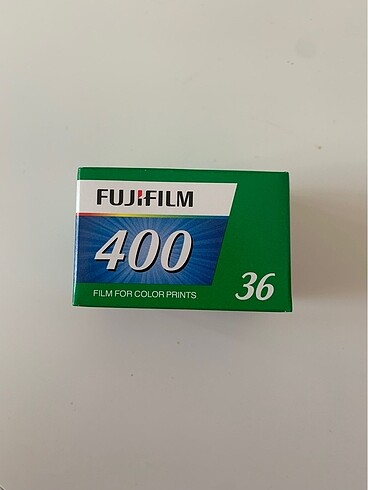 FUJIFILM
400
FILM FOR COLOR PRINTS
36